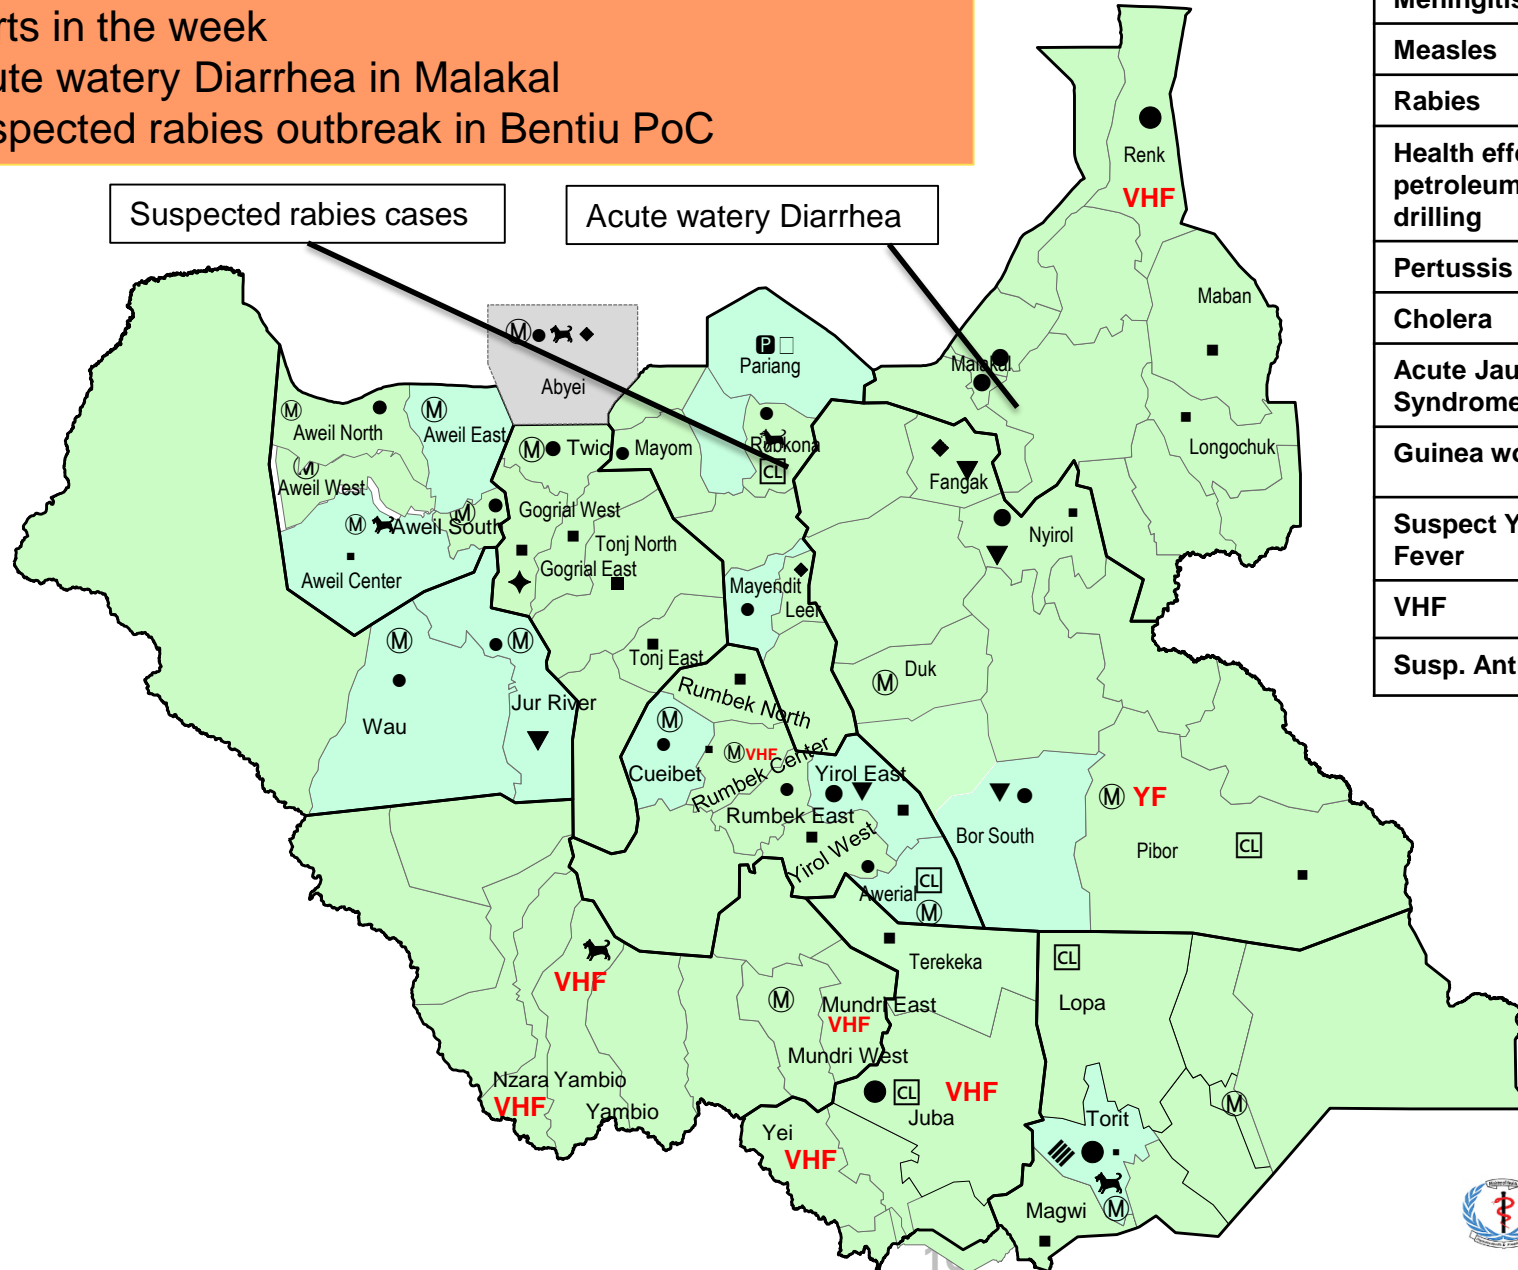 rts in the week
ute watery Diarrhea in Malakal
spected rabies outbreak in Bentiu PoC
Suspected rabies cases
Acute watery Diarrhea
Measles
Rabies
Health effe
petroleum
drilling
Pertussis
Cholera
Acute Jau
Syndrome
Guinea wo
Suspect Y
Fever
VHF
Susp. Ant
Renk
VHF
Maban
M
Abyei
P
Pariang
Malakal
M
Aweil North
M
Aweil East
M
Twic
Mayom
Rubkona
CL
Fangak
Longochuk
M
Aweil West
M
Aweil South
M
Gogrial West
Nyirol
Tonj North
Gogrial East
Aweil Center
Mayendit
Leer
M
M
Tonj East
M
Duk
Rumbek North
Jur River
Wau
M
Cueibet
M
VHF
Rumbek Center
Yirol East
M
YF
Rumbek East
Bor South
Pibor
CL
Yirol West
Awerial
CL
M
Terekeka
CL
Lopa
VHF
M
Mundri East
VHF
Mundri West
Nzara Yambio
VHF
Yambio
CL
VHF
Juba
M
Torit
Yei
VHF
Magwi
M